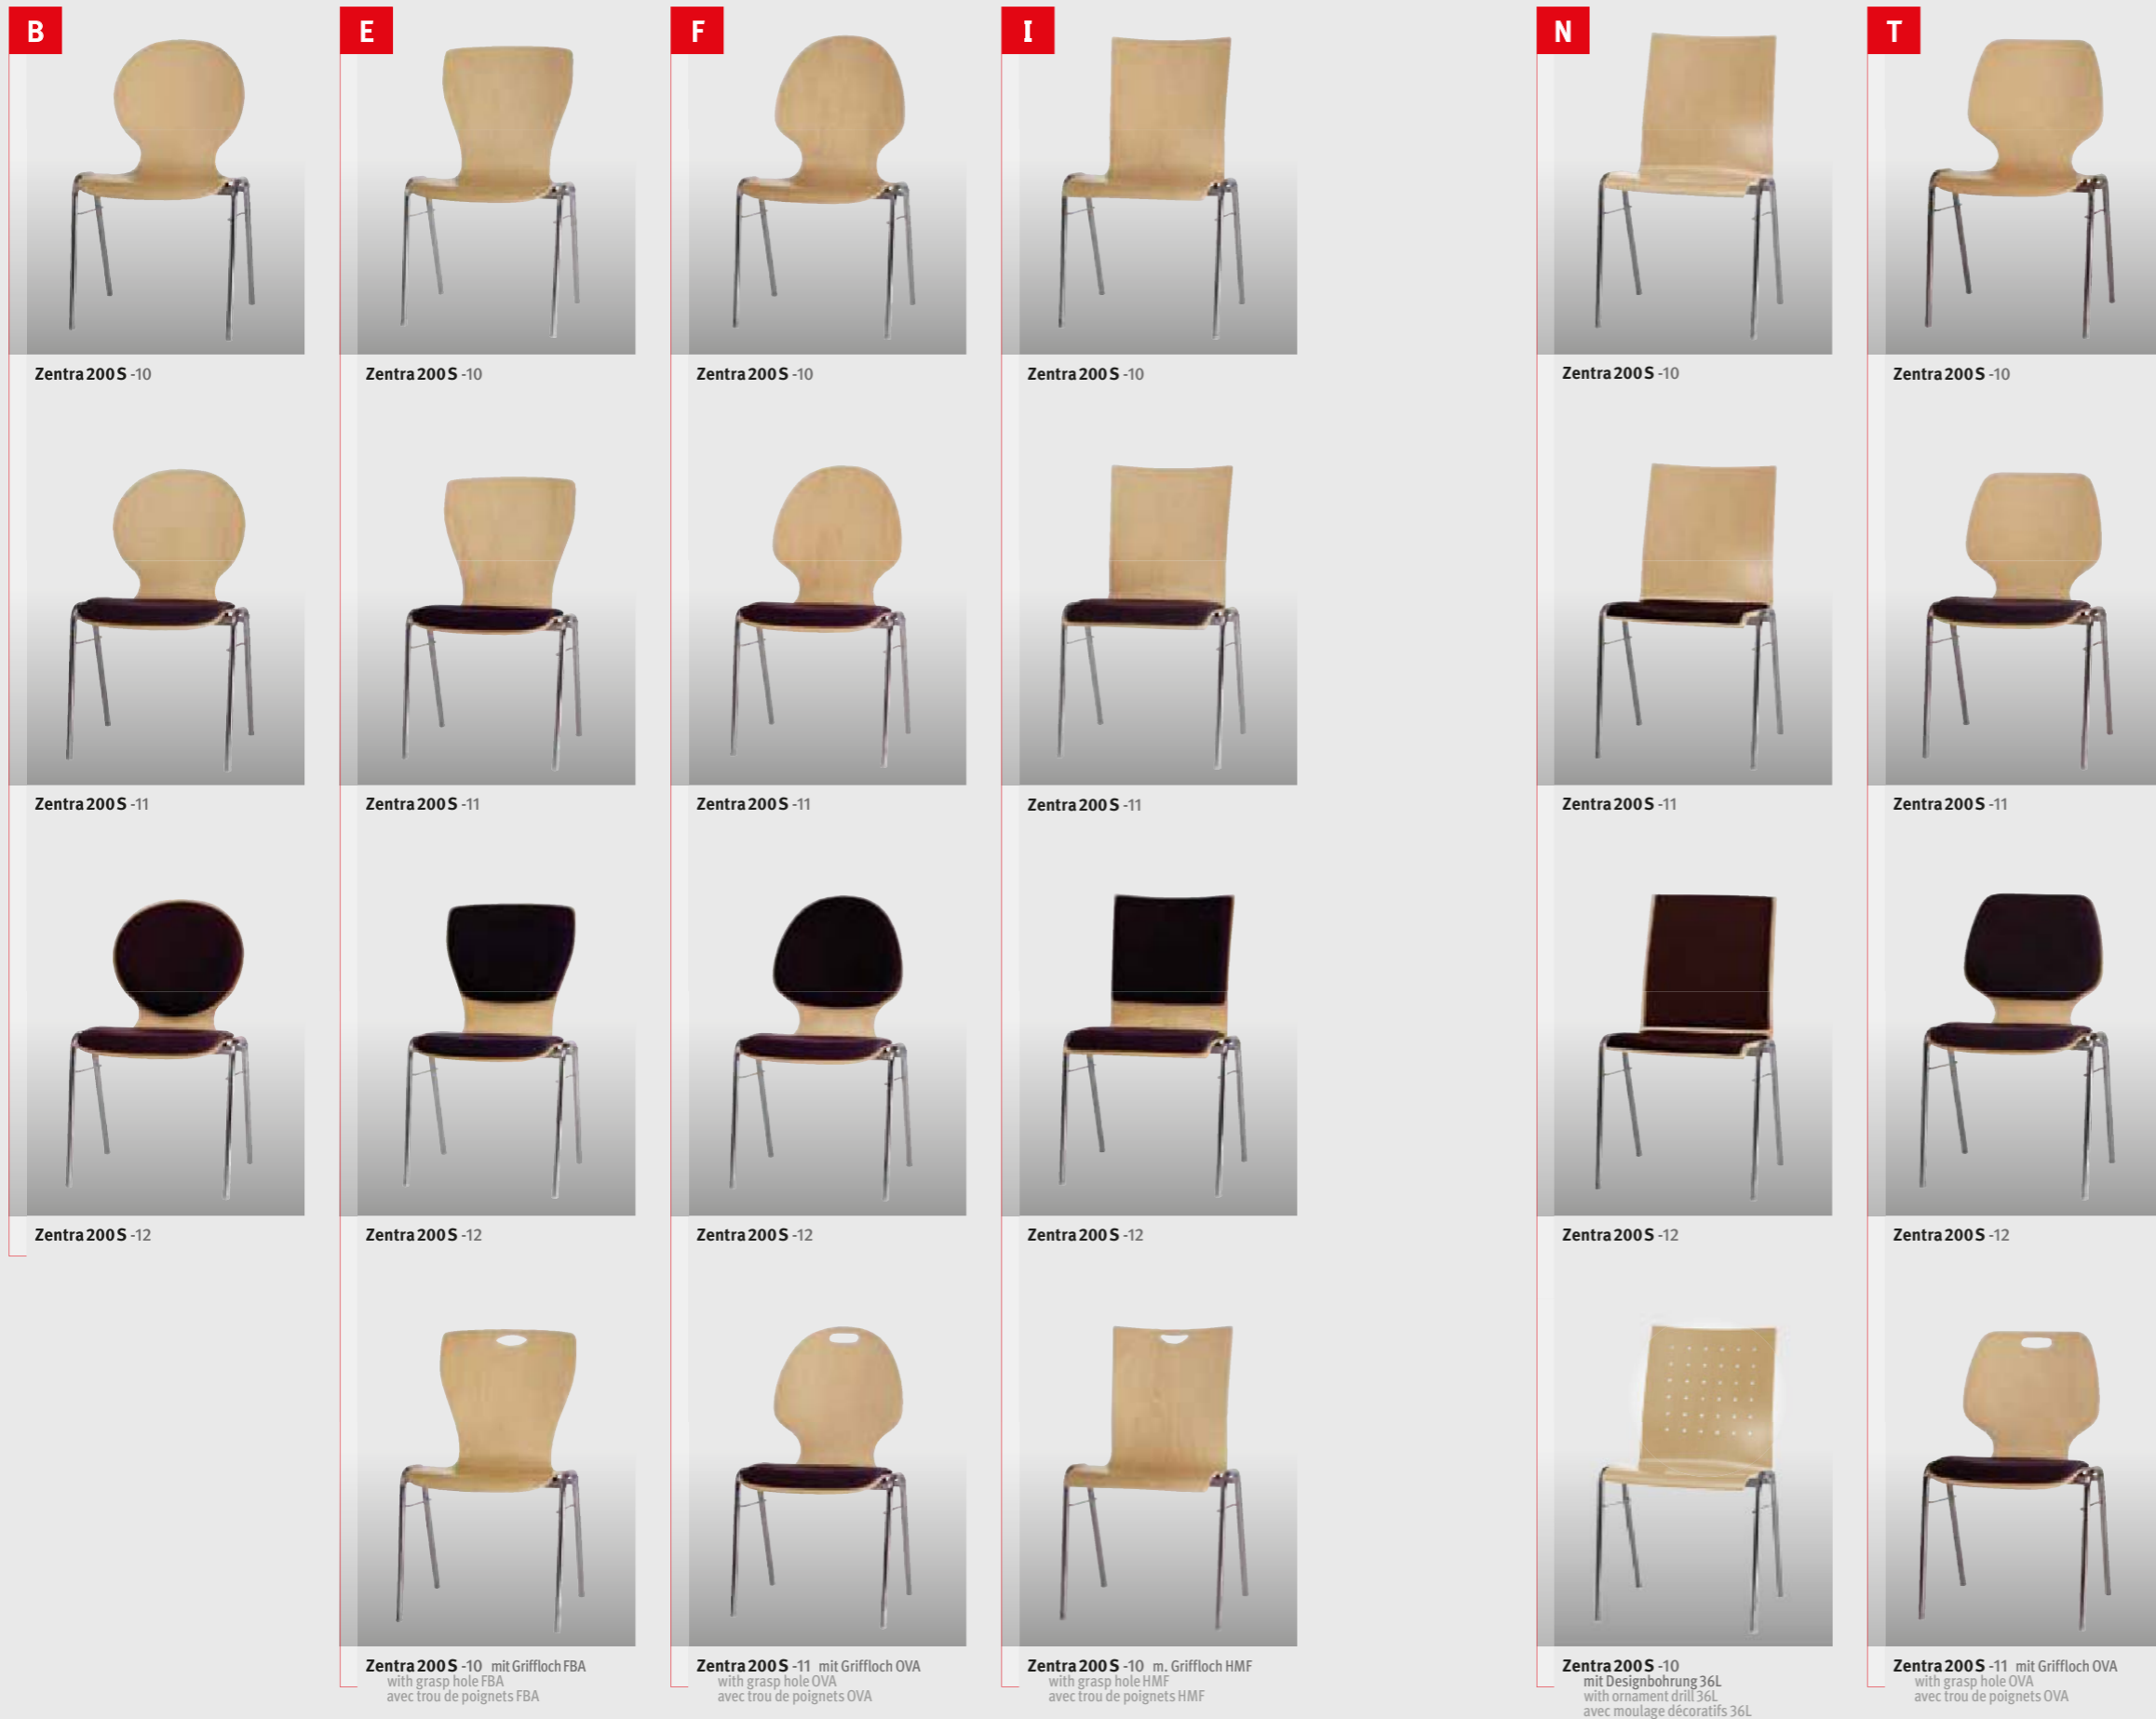 B
E
F
I
N
T
Zentra 200 S -10
Zentra 200 S -10
Zentra 200 S -10
Zentra 200 S -10
Zentra 200 S -10
Zentra 200 S -10
Zentra 200 S -11
Zentra 200 S -11
Zentra 200 S -11
Zentra 200 S -11
Zentra 200 S -11
Zentra 200 S -11
Zentra 200 S -12
Zentra 200 S -12
Zentra 200 S -12
Zentra 200 S -12
Zentra 200 S -12
Zentra 200 S -12
Zentra 200 S -10 mit Griffloch FBA
with grasp hole FBA
avec trou de poignets FBA
Zentra 200 S -11 mit Griffloch OVA
with grasp hole OVA
avec trou de poignets OVA
Zentra 200 S -10 m. Griffloch HMF
with grasp hole HMF
avec trou de poignets HMF
Zentra 200 S -10
mit Designbohrung 36L
with ornament drill 36L
avec moulage décoratifs 36L
Zentra 200 S -11 mit Griffloch OVA
with grasp hole OVA
avec trou de poignets OVA